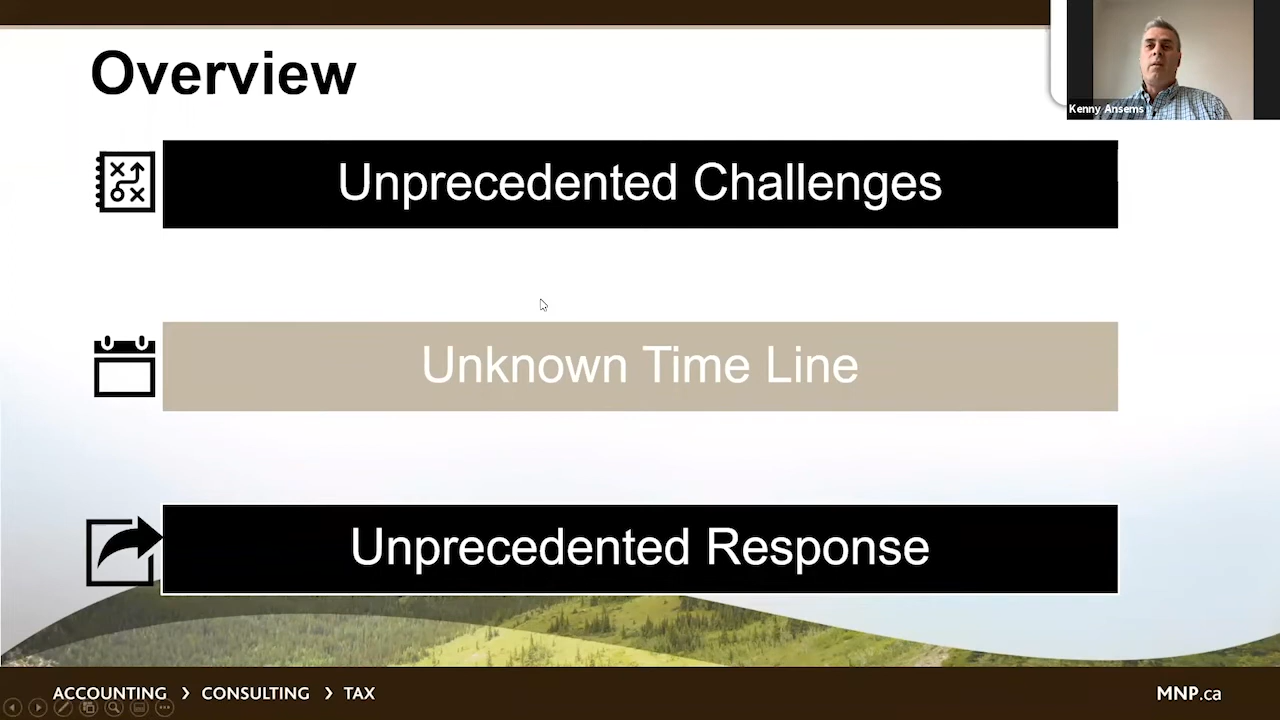 Overview
Kenny Ansems
Unprecedented Challenges
Unknown Time Line
Unprecedented Response
ACCOUNTING › CONSULTING › TAX
MNP.ca